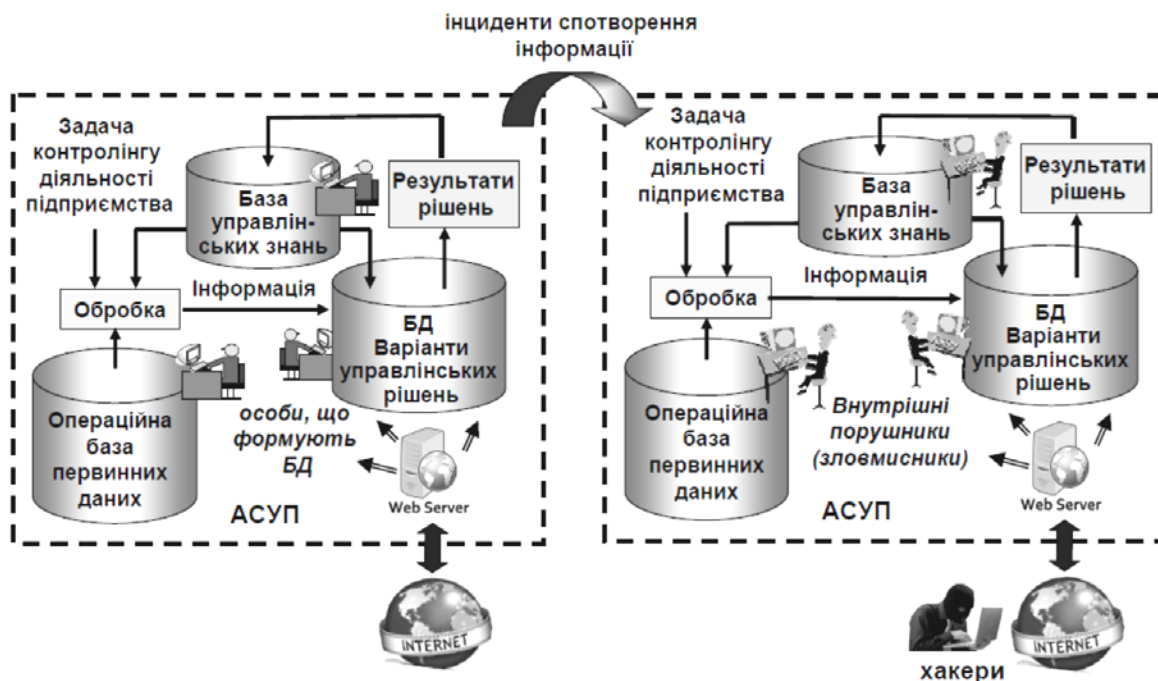 інциденти спотворення
інформації
Задача
контролінгу
діяльності
підприємства
База
управлін-
ських знань
Результати
рішень
Обробка
Інформація
БД
Варіанти
управлінських
рішень
Операційна
база
первинних
даних
особи, що
формують
БД
Web Server
АСУП
INTERNET
Задача
контролінгу
діяльності
підприємства
База
управлін-
ських знань
Результати
рішень
Обробка
Інформація
БД
Варіанти
управлінських
рішень
Операційна
база
первинних
даних
Внутрішні
порушники
(зловмисники)
Web Server
АСУП
хакери
INTERNET